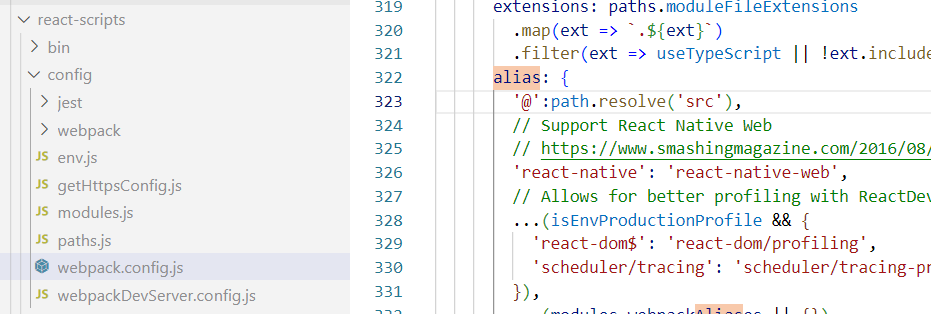 react-scripts
bin
config
jest
webpack
JS env.js
JS getHttpsConfig.js
JS modules.js
JS paths.js
webpack.config.js
JS webpackDevServer.config.js
319 extensions: paths.moduleFileExtensions
320 .map(ext => `.${ext}`)
321 .filter(ext => useTypeScript || !ext.include
322 alias: {
323 '@':path.resolve('src'),
324 // Support React Native Web
325 // https://www.smashingmagazine.com/2016/08/
326 'react-native': 'react-native-web',
327 // Allows for better profiling with ReactDev
328 ...(isEnvProductionProfile && {
329 'react-dom$': 'react-dom/profiling',
330 'scheduler/tracing': 'scheduler/tracing-pr
331 }),
332 ...(modules.webpackAliases || {})